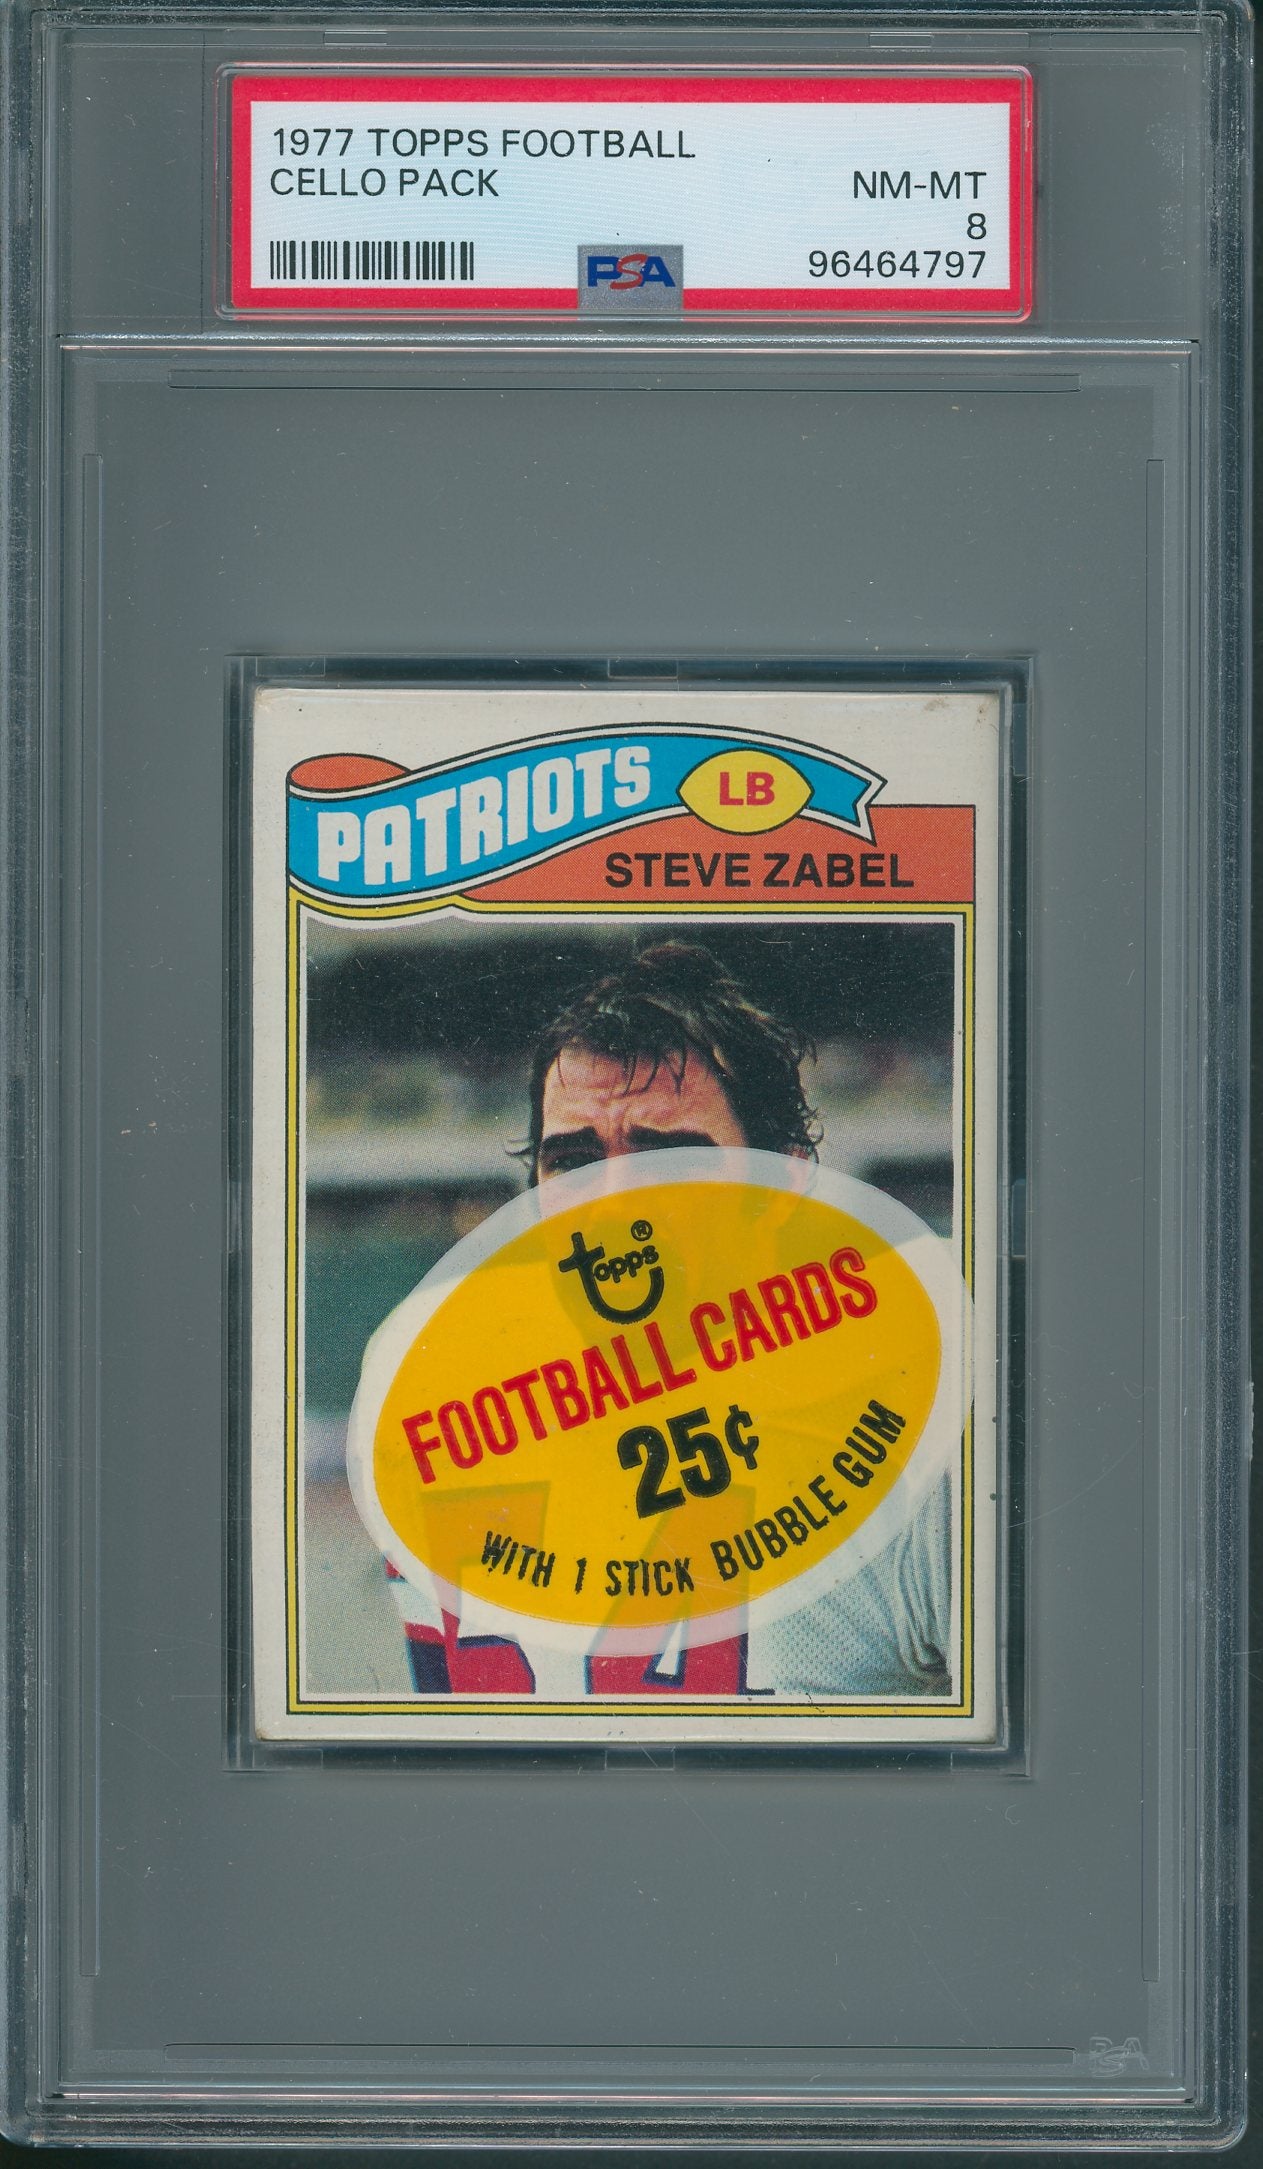 1977 TOPPS FOOTBALL
CELLO PACK
NM-MT
8
PSA
96464797
PATRIOTS
LB
STEVE ZABEL
topps®
FOOTBALL CARDS
25¢
WITH 1 STICK BUBBLE GUM
PSA